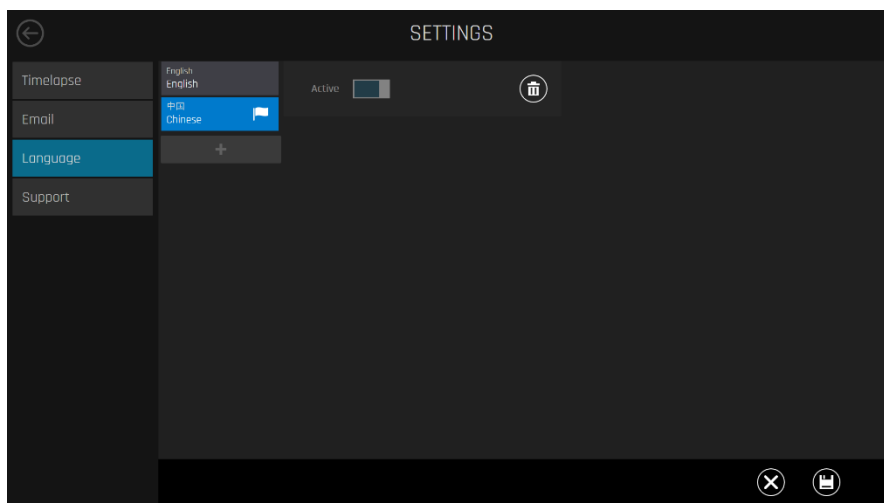 SETTINGS
Timelapse
Email
Language
Support
English
English
中国
Chinese
+
Active